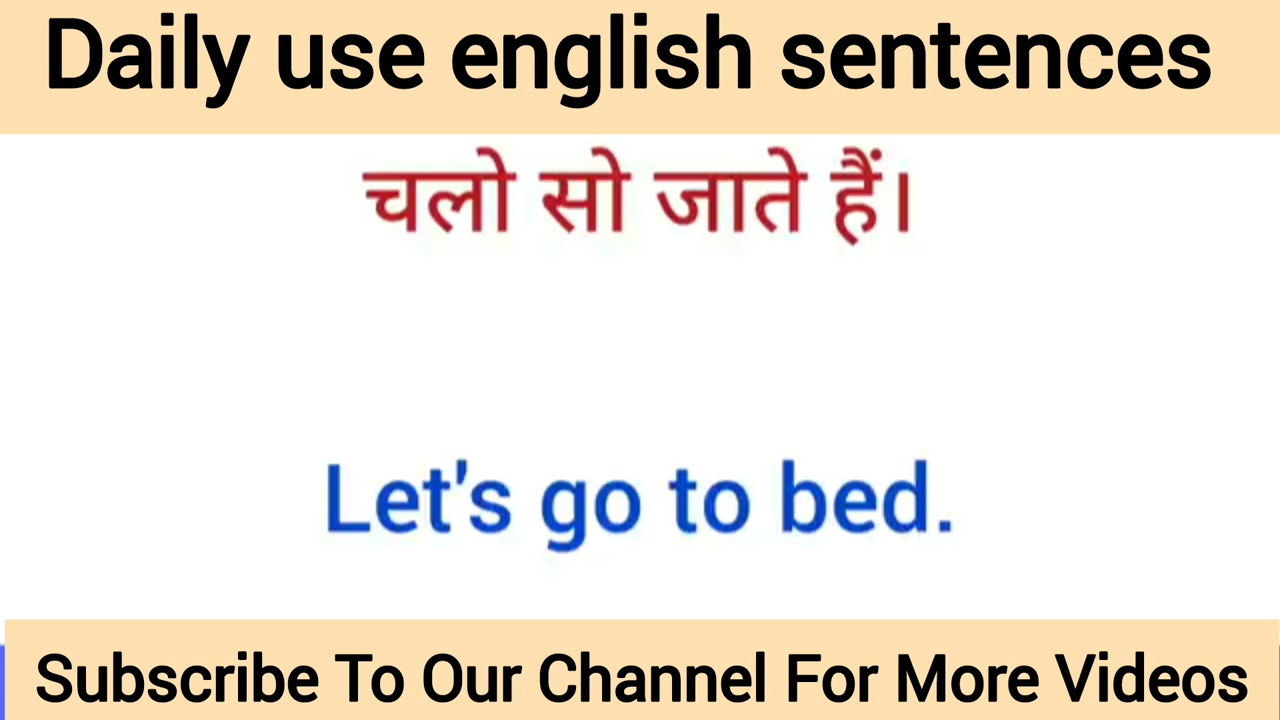 Daily use english sentences
चलो सो जाते हैं।
Let's go to bed.
Subscribe To Our Channel For More Videos